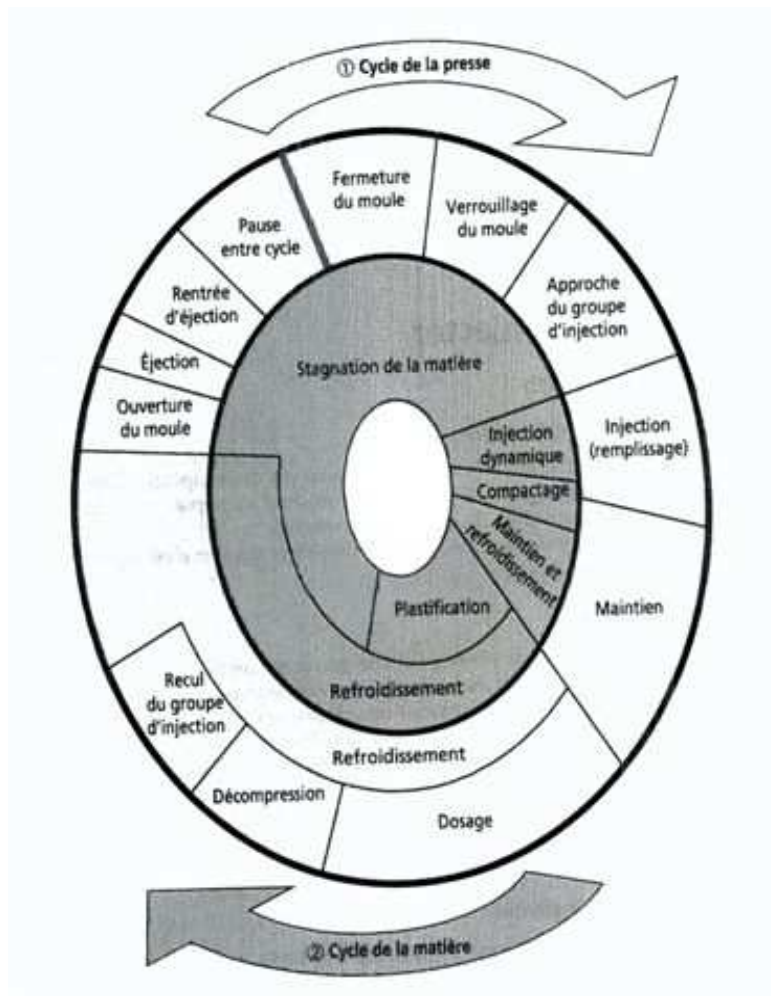 ① Cycle de la presse
Fermeture
du moule
Verrouillage
du moule
Approche
du groupe
d'injection
Injection
(remplissage)
Maintien
Dosage
Décompression
Recul
du groupe
d'injection
Refroidissement
Ouverture
du moule
Éjection
Rentrée
d'éjection
Pause
entre cycle
Stagnation de la matière
Injection
dynamique
Compactage
Maintien et
refroidissement
Plastification
Refroidissement
② Cycle de la matière